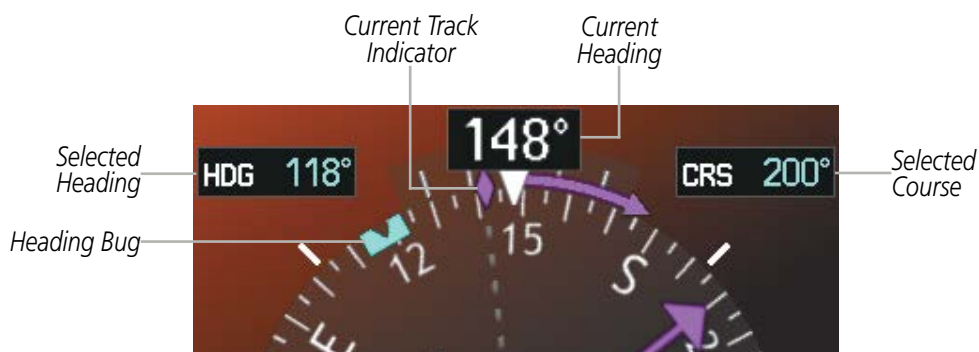 Current Track
Indicator
Current
Heading
Selected
Heading
HDG 118°
148°
CRS 200°
Selected
Course
Heading Bug
12
15
S
E